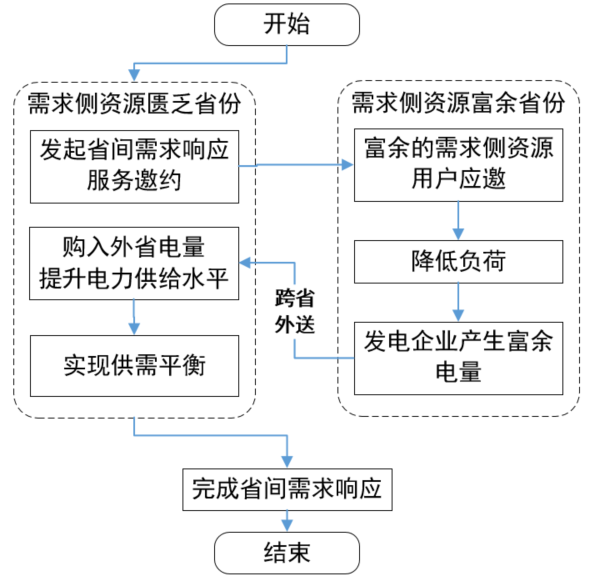 开始
需求侧资源匮乏省份
发起省间需求响应
服务邀约
购入外省电量
提升电力供给水平
实现供需平衡
需求侧资源富余省份
富余的需求侧资源
用户应邀
降低负荷
发电企业产生富余
电量
跨省
外送
完成省间需求响应
结束